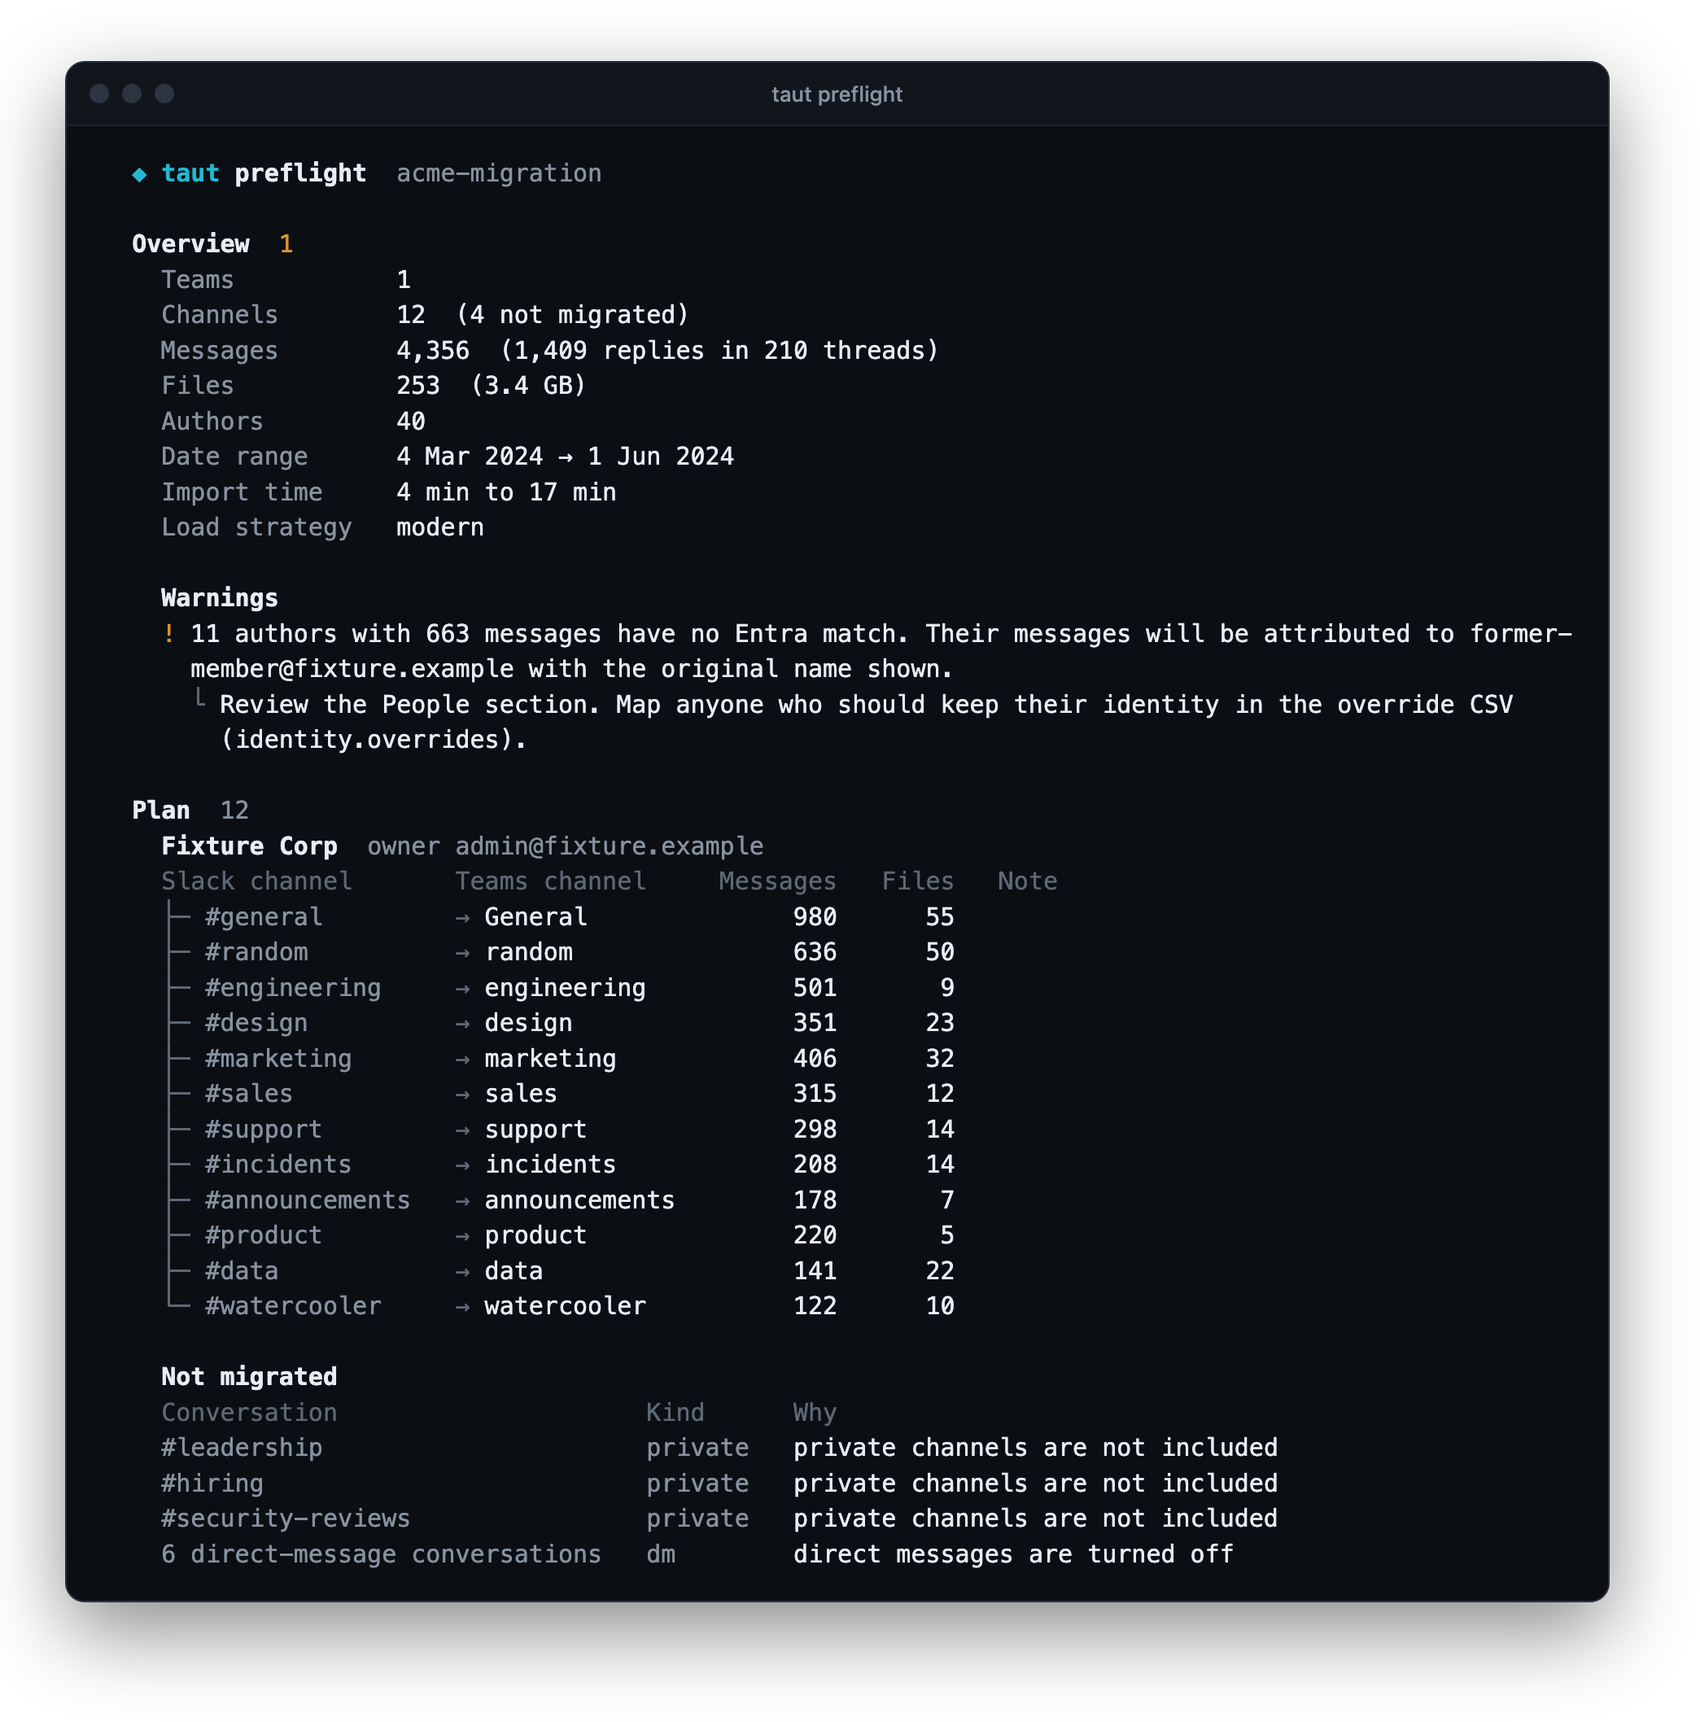 taut preflight
◆ taut preflight acme-migration
Overview 1
Teams 1
Channels 12 (4 not migrated)
Messages 4,356 (1,409 replies in 210 threads)
Files 253 (3.4 GB)
Authors 40
Date range 4 Mar 2024 → 1 Jun 2024
Import time 4 min to 17 min
Load strategy modern
Warnings
! 11 authors with 663 messages have no Entra match. Their messages will be attributed to former-
member@fixture.example with the original name shown.
└ Review the People section. Map anyone who should keep their identity in the override CSV
(identity.overrides).
Plan 12
Fixture Corp owner admin@fixture.example
Slack channel Teams channel Messages Files Note
├─ #general → General 980 55
├─ #random → random 636 50
├─ #engineering → engineering 501 9
├─ #design → design 351 23
├─ #marketing → marketing 406 32
├─ #sales → sales 315 12
├─ #support → support 298 14
├─ #incidents → incidents 208 14
├─ #announcements → announcements 178 7
├─ #product → product 220 5
├─ #data → data 141 22
└─ #watercooler → watercooler 122 10
Not migrated
Conversation Kind Why
#leadership private private channels are not included
#hiring private private channels are not included
#security-reviews private private channels are not included
6 direct-message conversations dm direct messages are turned off